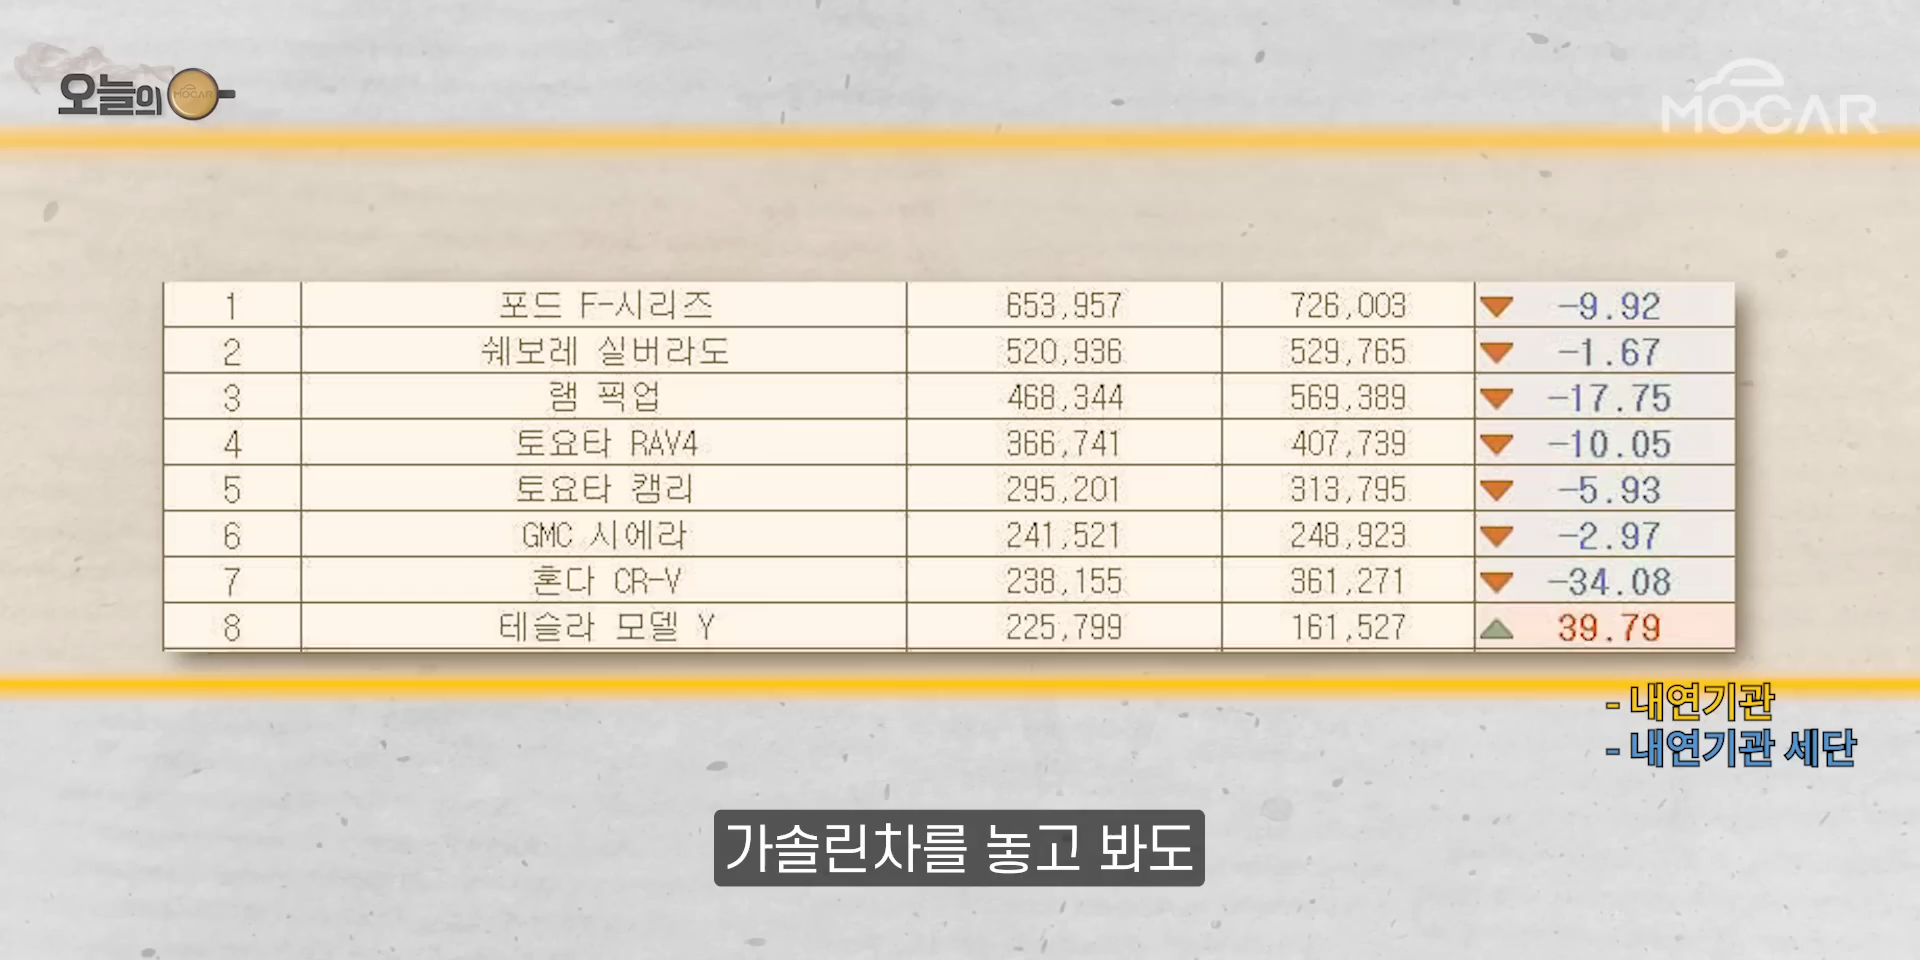 오늘의 MOCAR
MOCAR
1 포드 F-시리즈 653,957 726,003 ▼ -9.92
2 쉐보레 실버라도 520,936 529,765 ▼ -1.67
3 램 픽업 468,344 569,389 ▼ -17.75
4 토요타 RAV4 366,741 407,739 ▼ -10.05
5 토요타 캠리 295,201 313,795 ▼ -5.93
6 GMC 시에라 241,521 248,923 ▼ -2.97
7 혼다 CR-V 238,155 361,271 ▼ -34.08
8 테슬라 모델 Y 225,799 161,527 ▲ 39.79
- 내연기관
- 내연기관 세단
가솔린차를 놓고 봐도